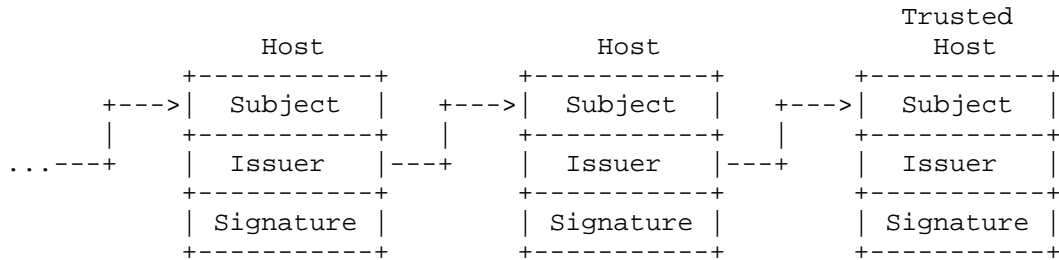 Trusted
                 Host                    Host            Host
            +-----------+           +-----------+           +-----------+
      +--->|  Subject  |   +--->|  Subject  |   +--->|  Subject  |
      |    +-----------+   |    +-----------+   |    +-----------+
...---+    |  Issuer   |---+    |  Issuer   |---+    |  Issuer   |
           +-----------+        +-----------+        +-----------+
           | Signature |        | Signature |        | Signature |
           +-----------+        +-----------+        +-----------+